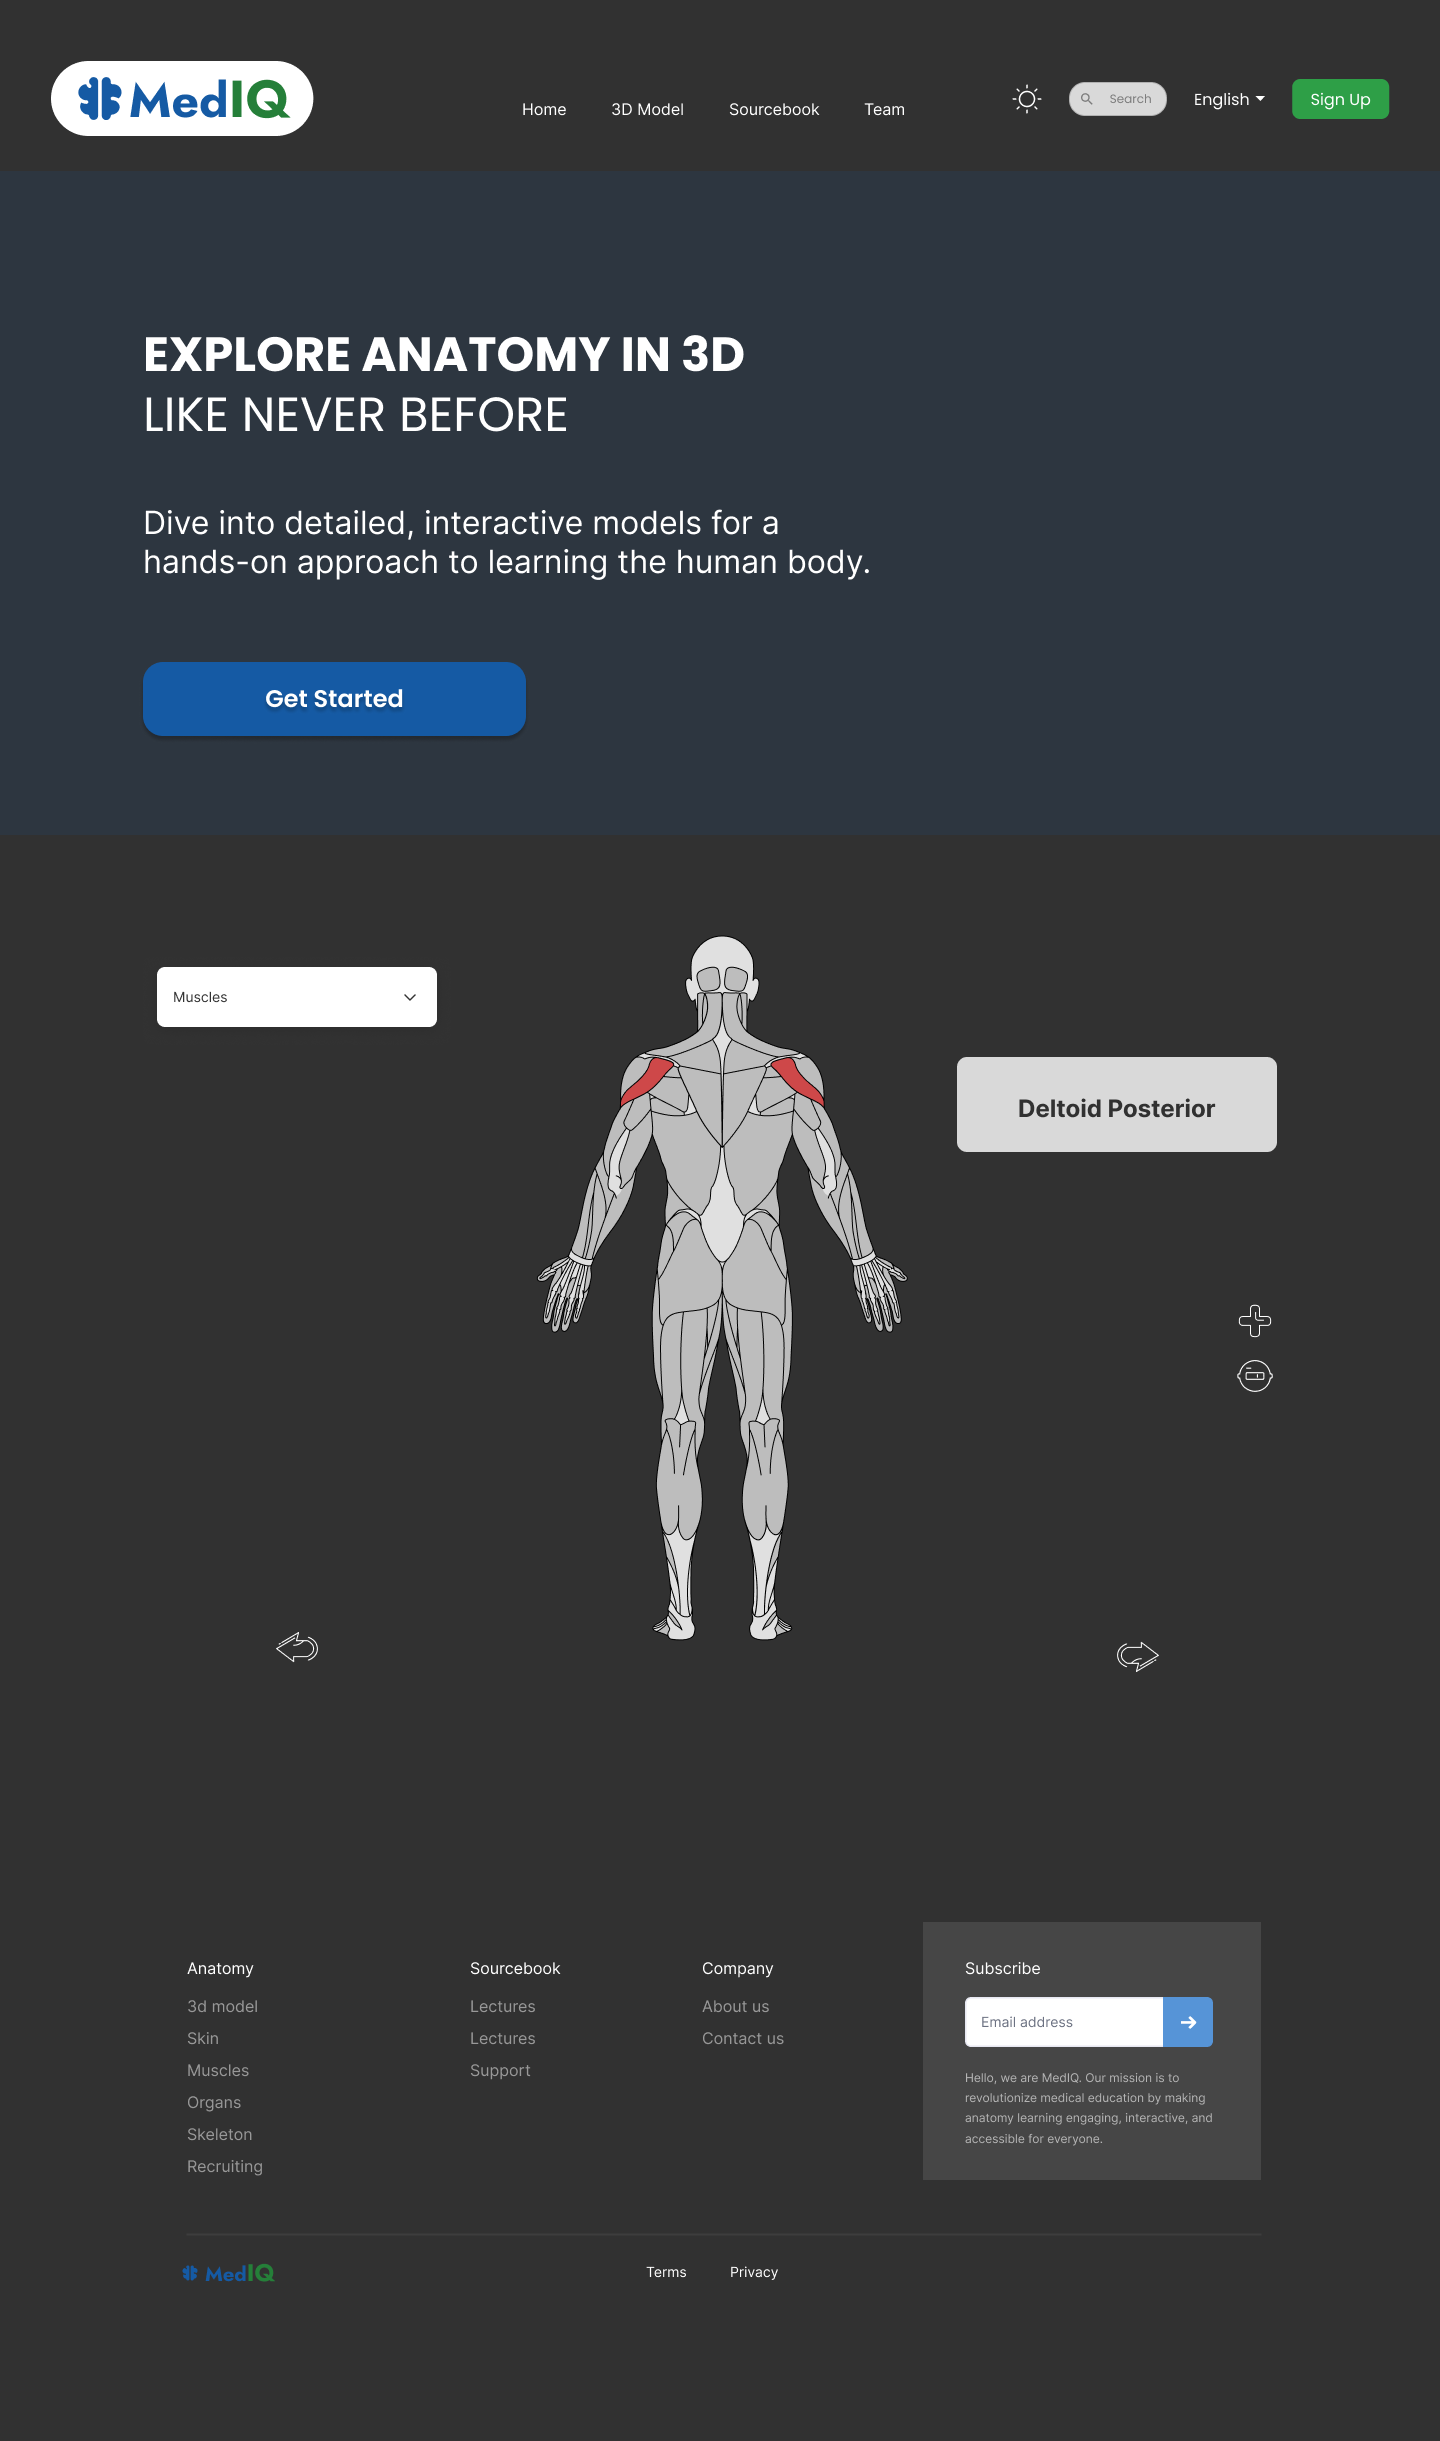 MedIQ
Home
3D Model
Sourcebook
Team
Search
English
Sign Up
EXPLORE ANATOMY IN 3D
LIKE NEVER BEFORE
Dive into detailed, interactive models for a
hands-on approach to learning the human body.
Get Started
Muscles
Deltoid Posterior
Anatomy
3d model
Skin
Muscles
Organs
Skeleton
Recruiting
Sourcebook
Lectures
Lectures
Support
Company
About us
Contact us
Subscribe
Email address
Hello, we are MedIQ. Our mission is to
revolutionize medical education by making
anatomy learning engaging, interactive, and
accessible for everyone.
MedIQ
Terms
Privacy